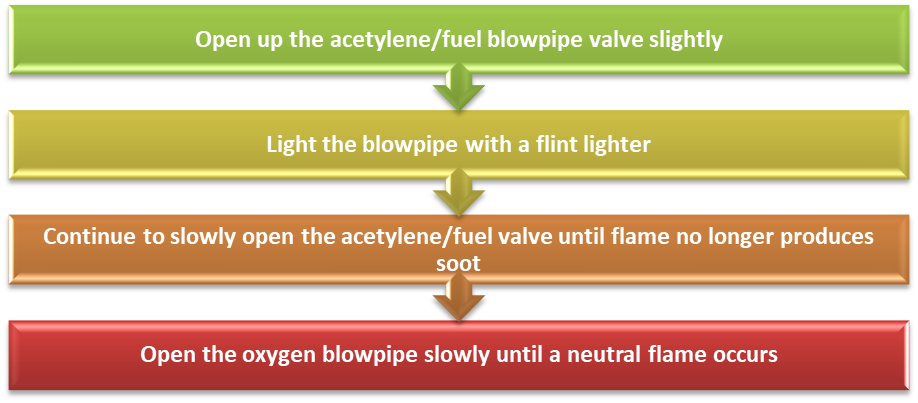 Open up the acetylene/fuel blowpipe valve slightly
Light the blowpipe with a flint lighter
Continue to slowly open the acetylene/fuel valve until flame no longer produces
soot
Open the oxygen blowpipe slowly until a neutral flame occurs